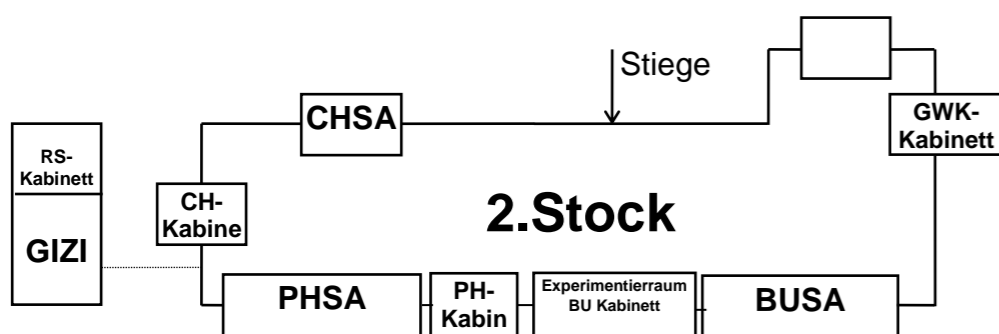 Stiege
CHSA
GWK-
Kabinett
RS-
Kabinett
GIZI
CH-
Kabine
2.Stock
PHSA
PH-
Kabin
Experimentierraum
BU Kabinett
BUSA